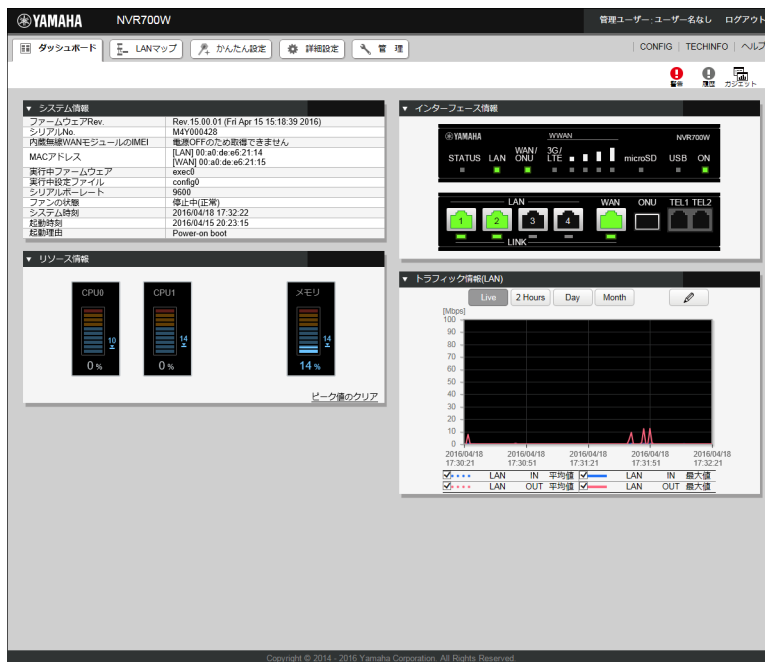 YAMAHA NVR700W 管理ユーザー: ユーザー名なし ログアウト
ダッシュボード LANマップ かんたん設定 詳細設定 管 理 CONFIG TECHINFO ヘルプ
警告 履歴 ガジェット
▼ システム情報
ファームウェアRev. Rev.15.00.01 (Fri Apr 15 15:18:39 2016)
シリアルNo. M4Y000428
内蔵無線WANモジュールのIMEI 電源OFFのため取得できません
MACアドレス [LAN] 00:a0:de:e6:21:14
[WAN] 00:a0:de:e6:21:15
実行中ファームウェア exec0
実行中設定ファイル config0
シリアルボーレート 9600
ファンの状態 停止中(正常)
システム時刻 2016/04/18 17:32:22
起動時刻 2016/04/15 20:23:15
起動理由 Power-on boot
▼ リソース情報
CPU0 CPU1 メモリ
10 14 14
0 % 0 % 14 %
ピーク値のクリア
▼ インターフェース情報
YAMAHA WWAN NVR700W
STATUS LAN WAN/ONU 3G/LTE microSD USB ON
LAN WAN ONU TEL1 TEL2
1 2 3 4
LINK
▼ トラフィック情報(LAN)
Live 2 Hours Day Month
[Mbps]
100
90
80
70
60
50
40
30
20
10
0
2016/04/18 2016/04/18 2016/04/18 2016/04/18 2016/04/18
17:30:21 17:30:51 17:31:21 17:31:51 17:32:21
LAN IN 平均値 LAN IN 最大値
LAN OUT 平均値 LAN OUT 最大値
Copyright © 2014 - 2016 Yamaha Corporation. All Rights Reserved.